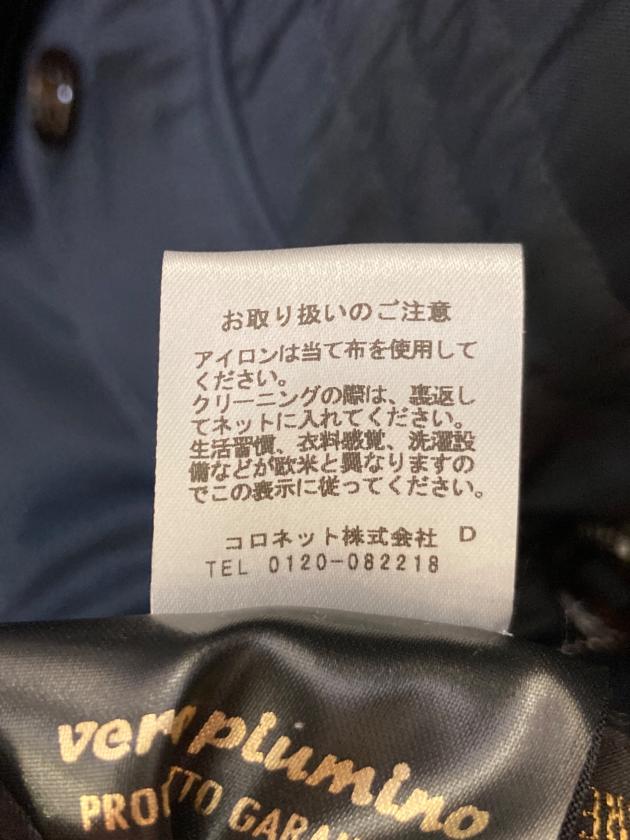 お取り扱いのご注意
アイロンは当て布を使用して
ください。
クリーニングの際は、裏返し
てネットに入れてください。
生活習慣、衣料感覚、洗濯設
備などが欧米と異なりますの
でこの表示に従ってください。
コロネット株式会社 D
TEL 0120-082218
vera piumino